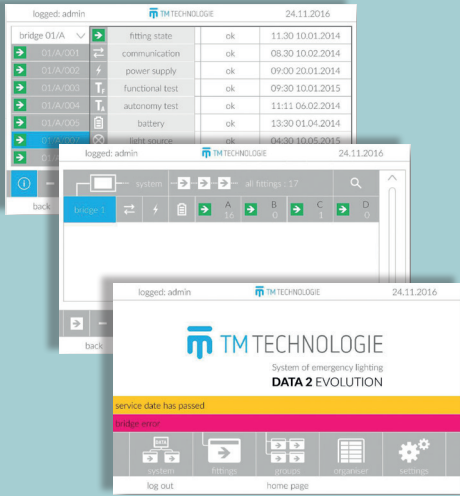 logged: admin TM TECHNOLOGIE 24.11.2016
bridge 01/A fitting state ok 11.30 10.01.2014
01/A/001 communication ok 08.30 10.02.2014
01/A/002 power supply ok 09:00 20.01.2014
01/A/003 TF functional test ok 09:30 10.01.2015
01/A/004 TA autonomy test ok 11:11 06.02.2014
01/A/005 battery ok 13:30 01.04.2014
light source ok 04:30 10.05.2015
back
logged: admin TM TECHNOLOGIE 24.11.2016
system all fittings : 17
bridge 1 A 16 B 0 C 1 D 0
back
logged: admin TM TECHNOLOGIE 24.11.2016
TM TECHNOLOGIE
System of emergency lighting
DATA 2 EVOLUTION
service date has passed
bridge error
DATA
system fittings groups organiser settings
log out home page